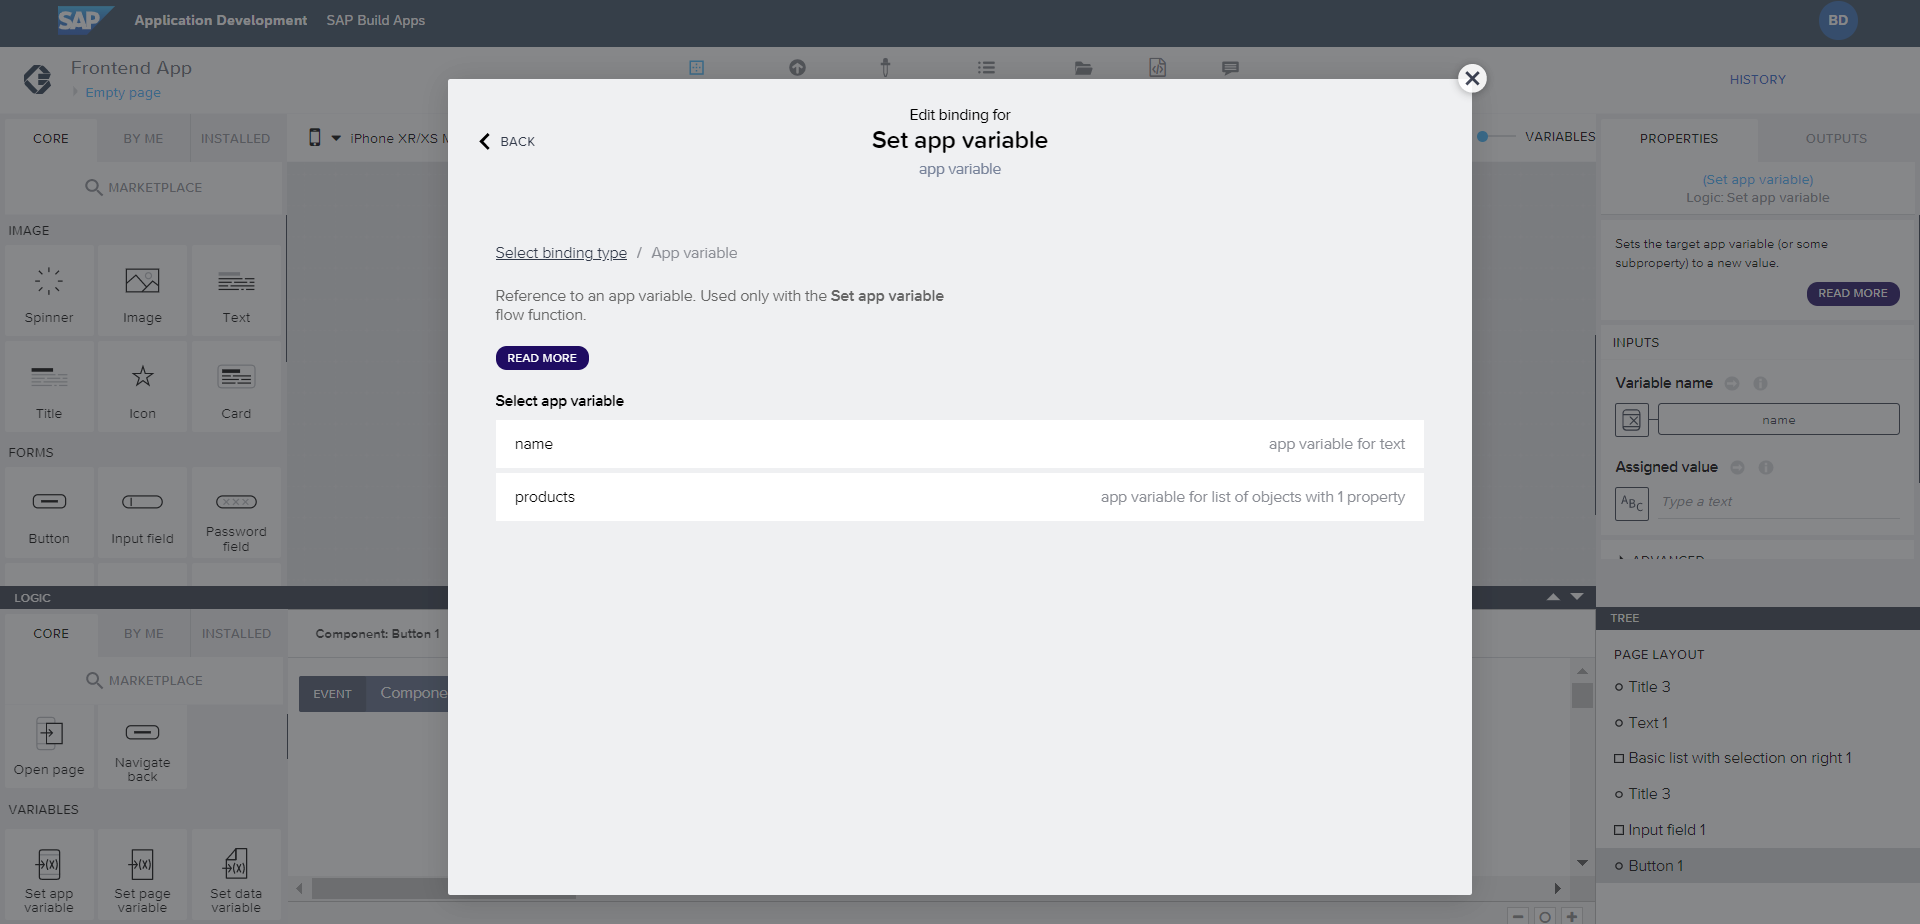 SAP
Application Development
SAP Build Apps
BD
Frontend App
Empty page
HISTORY
CORE
BY ME
INSTALLED
iPhone XR/XS
VARIABLES
PROPERTIES
OUTPUTS
MARKETPLACE
IMAGE
Spinner
Image
Text
Title
Icon
Card
FORMS
Button
Input field
Password
field
Edit binding for
Set app variable
app variable
BACK
Select binding type / App variable
Reference to an app variable. Used only with the Set app variable
flow function.
READ MORE
Select app variable
name
app variable for text
products
app variable for list of objects with 1 property
(Set app variable)
Logic: Set app variable
Sets the target app variable (or some
subproperty) to a new value.
READ MORE
INPUTS
Variable name
name
Assigned value
ABC
Type a text
ADVANCED
LOGIC
CORE
BY ME
INSTALLED
Component: Button 1
MARKETPLACE
EVENT
Compone
Open page
Navigate
back
VARIABLES
Set app
variable
Set page
variable
Set data
variable
TREE
PAGE LAYOUT
Title 3
Text 1
Basic list with selection on right 1
Title 3
Input field 1
Button 1